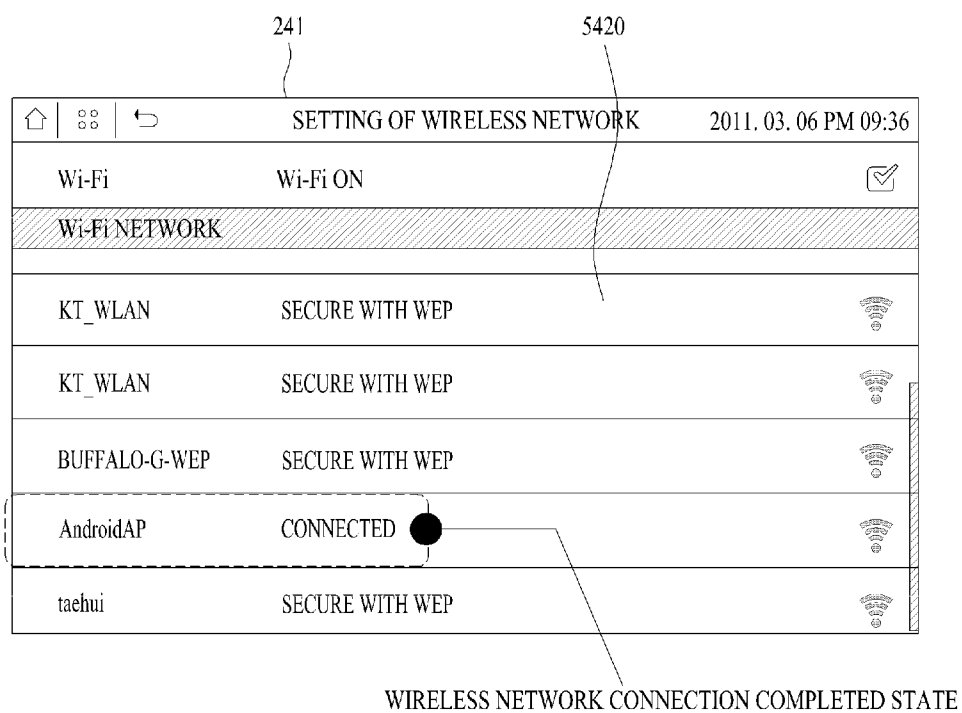 241 5420
SETTING OF WIRELESS NETWORK 2011. 03. 06 PM 09:36
Wi-Fi Wi-Fi ON
Wi-Fi NETWORK
KT_WLAN SECURE WITH WEP
KT_WLAN SECURE WITH WEP
BUFFALO-G-WEP SECURE WITH WEP
AndroidAP CONNECTED
taehui SECURE WITH WEP
WIRELESS NETWORK CONNECTION COMPLETED STATE